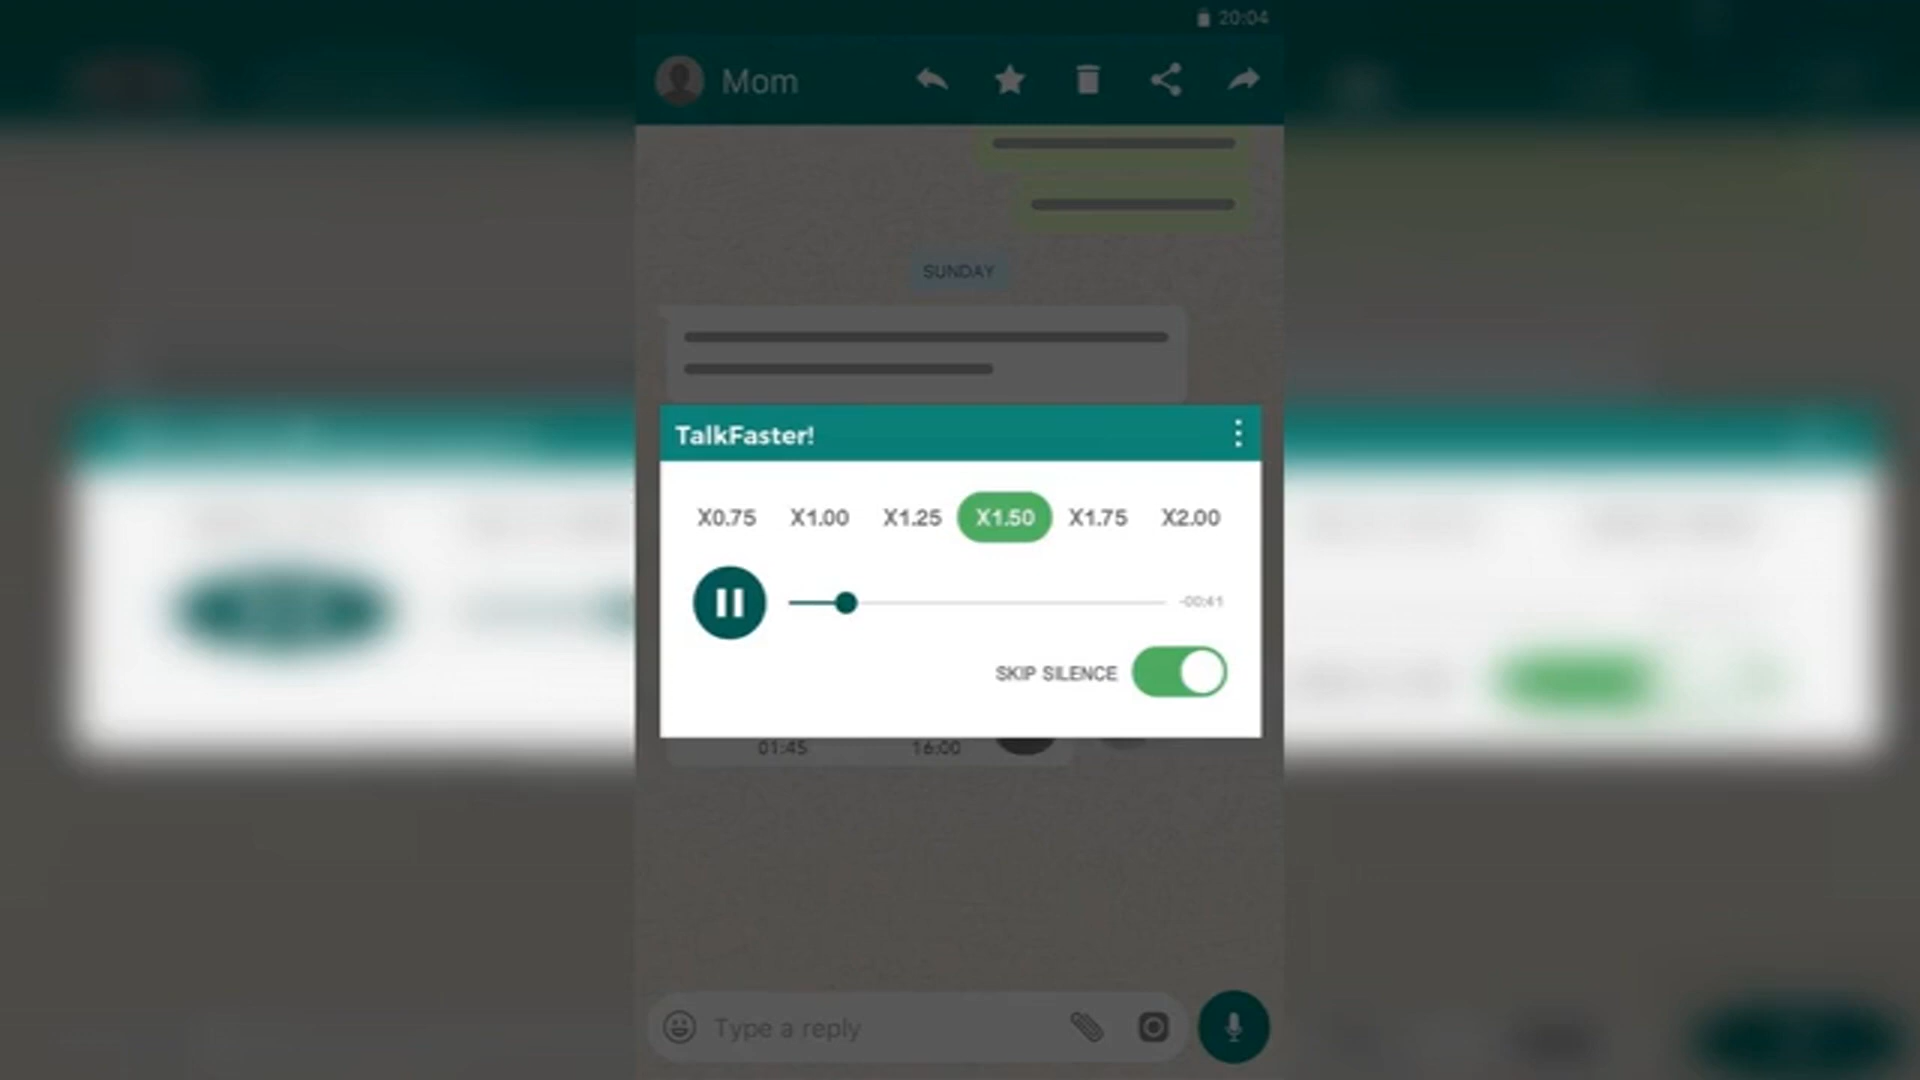 20:04
Mom
SUNDAY
TalkFaster!
X0.75 X1.00 X1.25 X1.50 X1.75 X2.00
-00:41
SKIP SILENCE
01:45 16:00
Type a reply